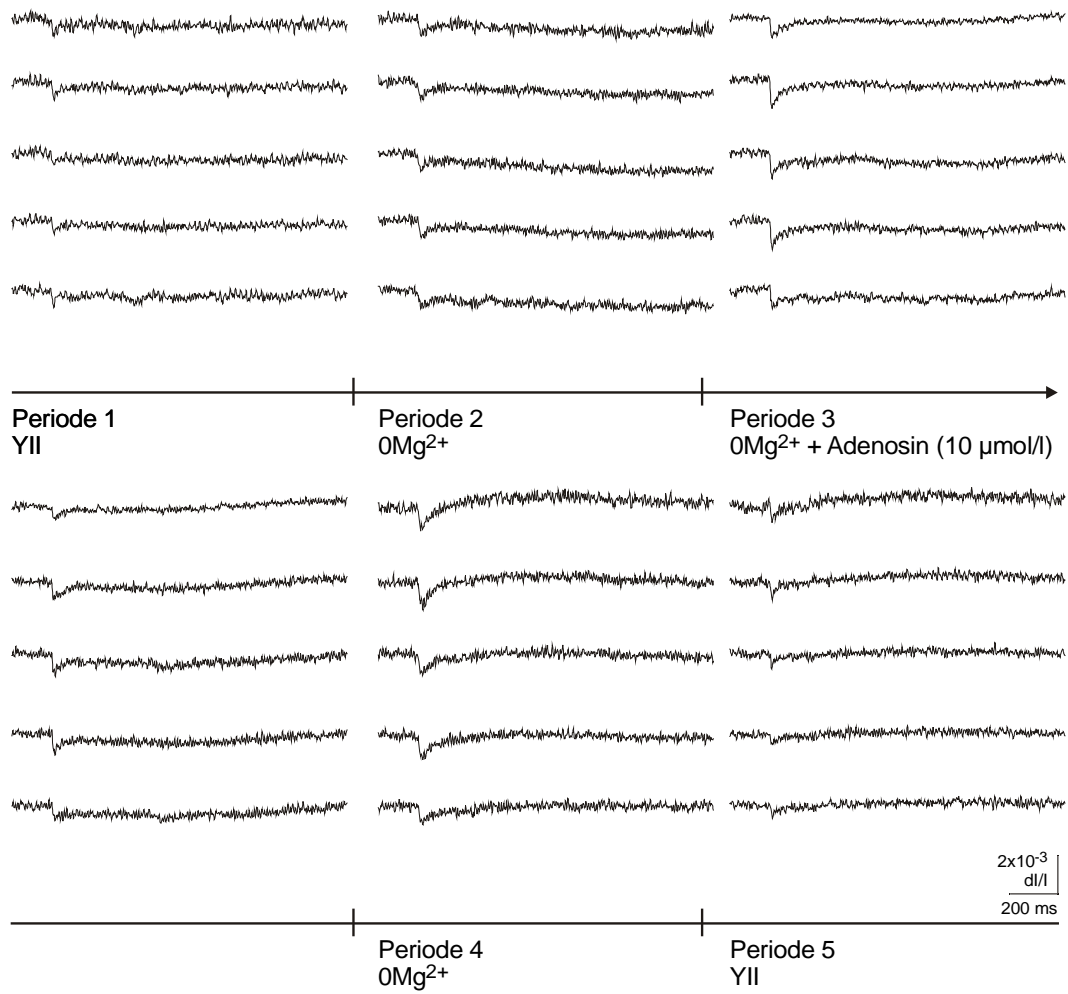 Periode 1
YII
Periode 2
0Mg2+
Periode 3
0Mg2+ + Adenosin (10 µmol/l)
2x10-3
dI/I
200 ms
Periode 4
0Mg2+
Periode 5
YII